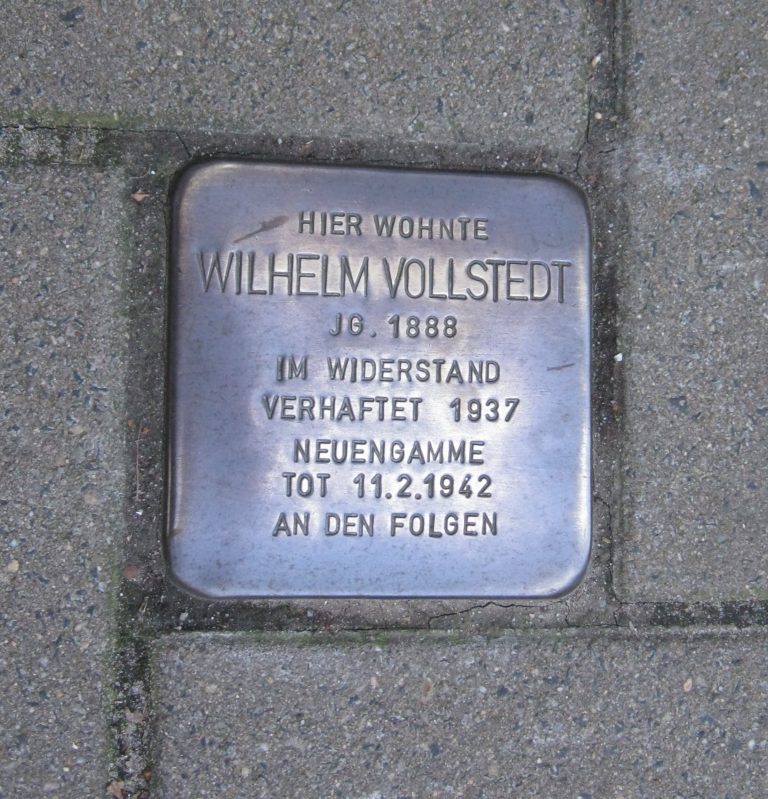 HIER WOHNTE
WILHELM VOLLSTEDT
JG. 1888
IM WIDERSTAND
VERHAFTET 1937
NEUENGAMME
TOT 11.2.1942
AN DEN FOLGEN